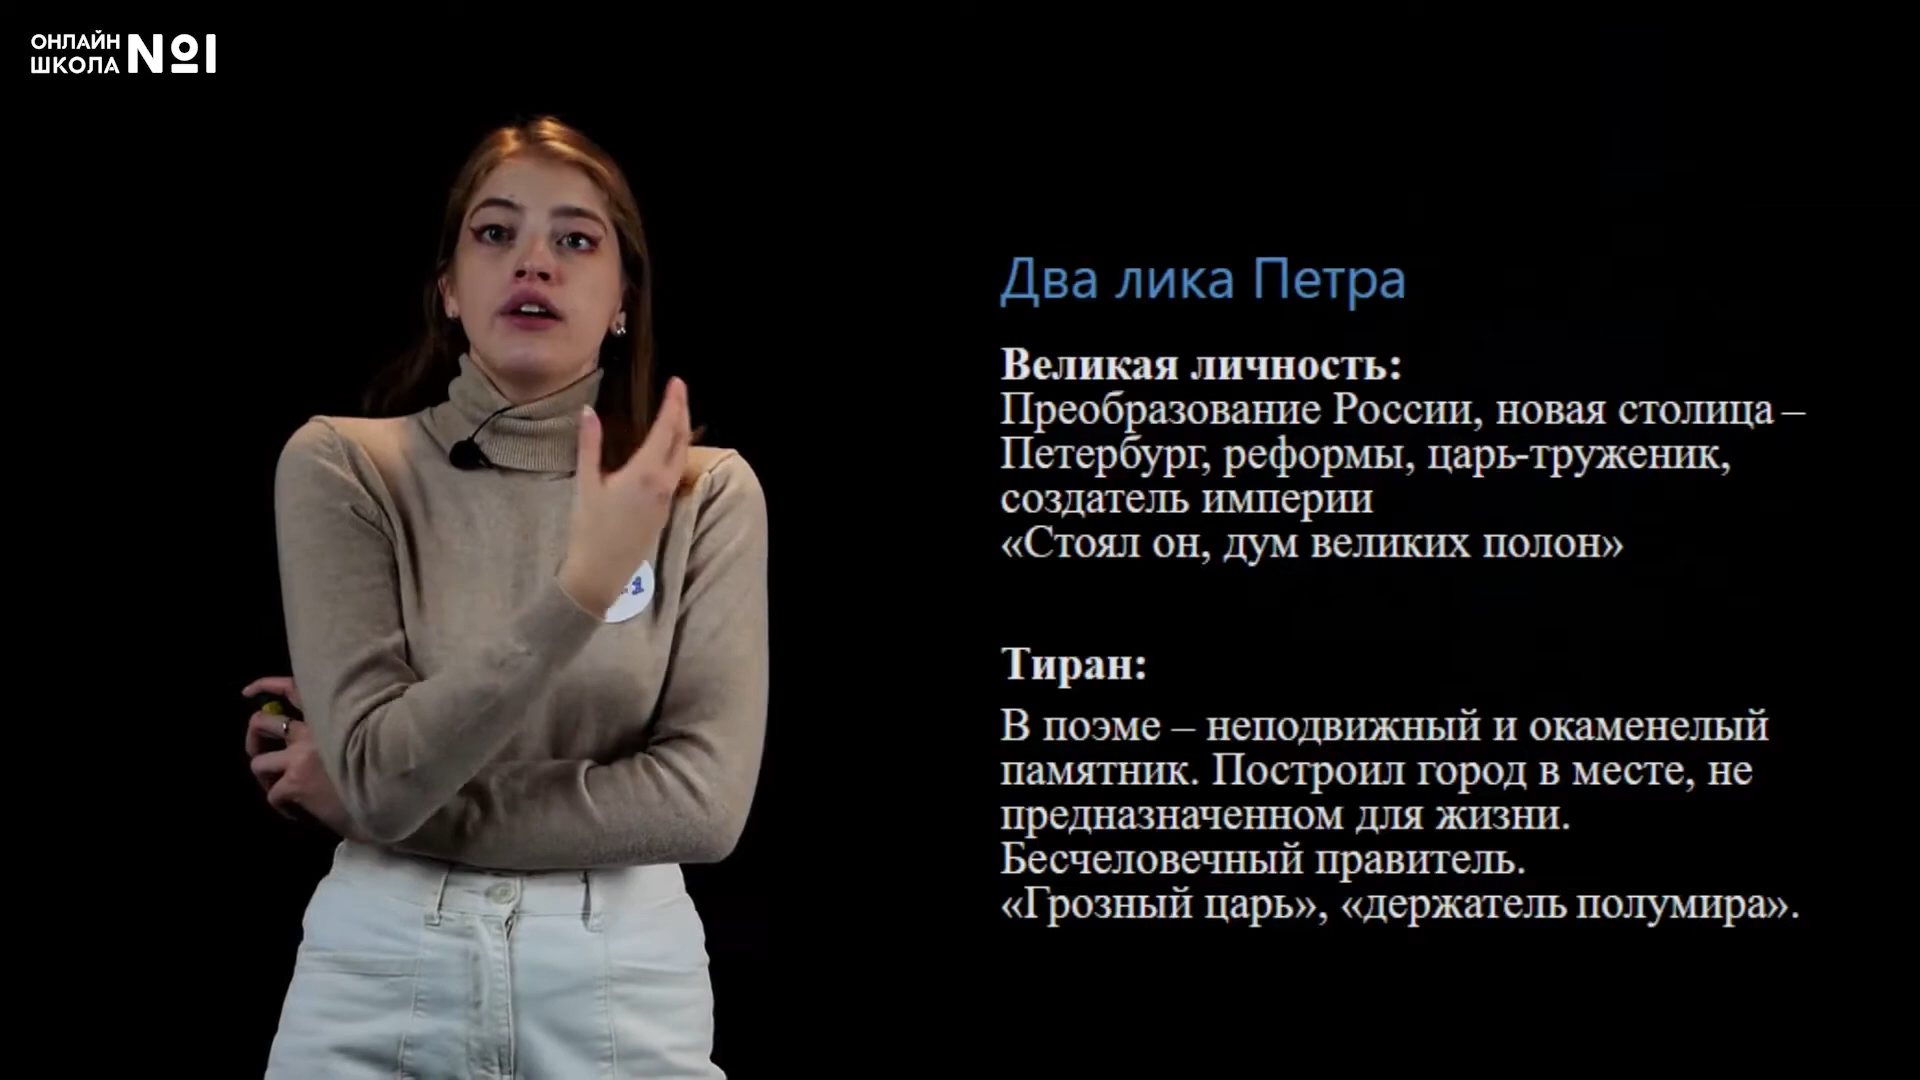 ОНЛАЙН
ШКОЛА №1
Два лика Петра
Великая личность:
Преобразование России, новая столица –
Петербург, реформы, царь-труженик,
создатель империи
«Стоял он, дум великих полон»
Тиран:
В поэме – неподвижный и окаменелый
памятник. Построил город в месте, не
предназначенном для жизни.
Бесчеловечный правитель.
«Грозный царь», «держатель полумира».